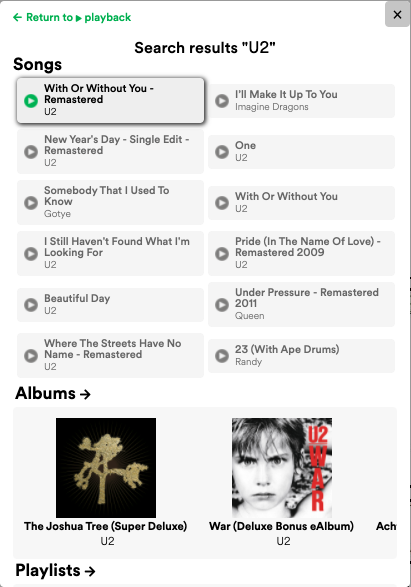 ← Return to ▶ playback
×
Search results "U2"
Songs
With Or Without You -
Remastered
U2
I'll Make It Up To You
Imagine Dragons
New Year's Day - Single Edit -
Remastered
U2
One
U2
Somebody That I Used To
Know
Gotye
With Or Without You
U2
I Still Haven't Found What I'm
Looking For
U2
Pride (In The Name Of Love) -
Remastered 2009
U2
Beautiful Day
U2
Under Pressure - Remastered
2011
Queen
Where The Streets Have No
Name - Remastered
U2
23 (With Ape Drums)
Randy
Albums →
U2
WAR
The Joshua Tree (Super Deluxe)
U2
War (Deluxe Bonus eAlbum)
U2
Ach
Playlists →